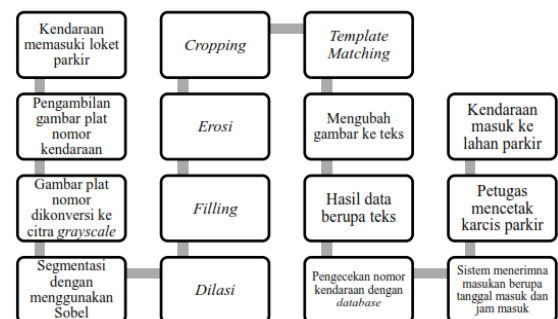 Kendaraan
memasuki loket
parkir
Pengambilan
gambar plat
nomor
kendaraan
Gambar plat
nomor
dikonversi ke
citra grayscale
Segmentasi
dengan
menggunakan
Sobel
Dilasi
Filling
Erosi
Cropping
Template
Matching
Mengubah
gambar ke teks
Hasil data
berupa teks
Pengecekan nomor
kendaraan dengan
database
Sistem menerimna
masukan berupa
tanggal masuk dan
jam masuk
Petugas
mencetak
karcis parkir
Kendaraan
masuk ke
lahan parkir